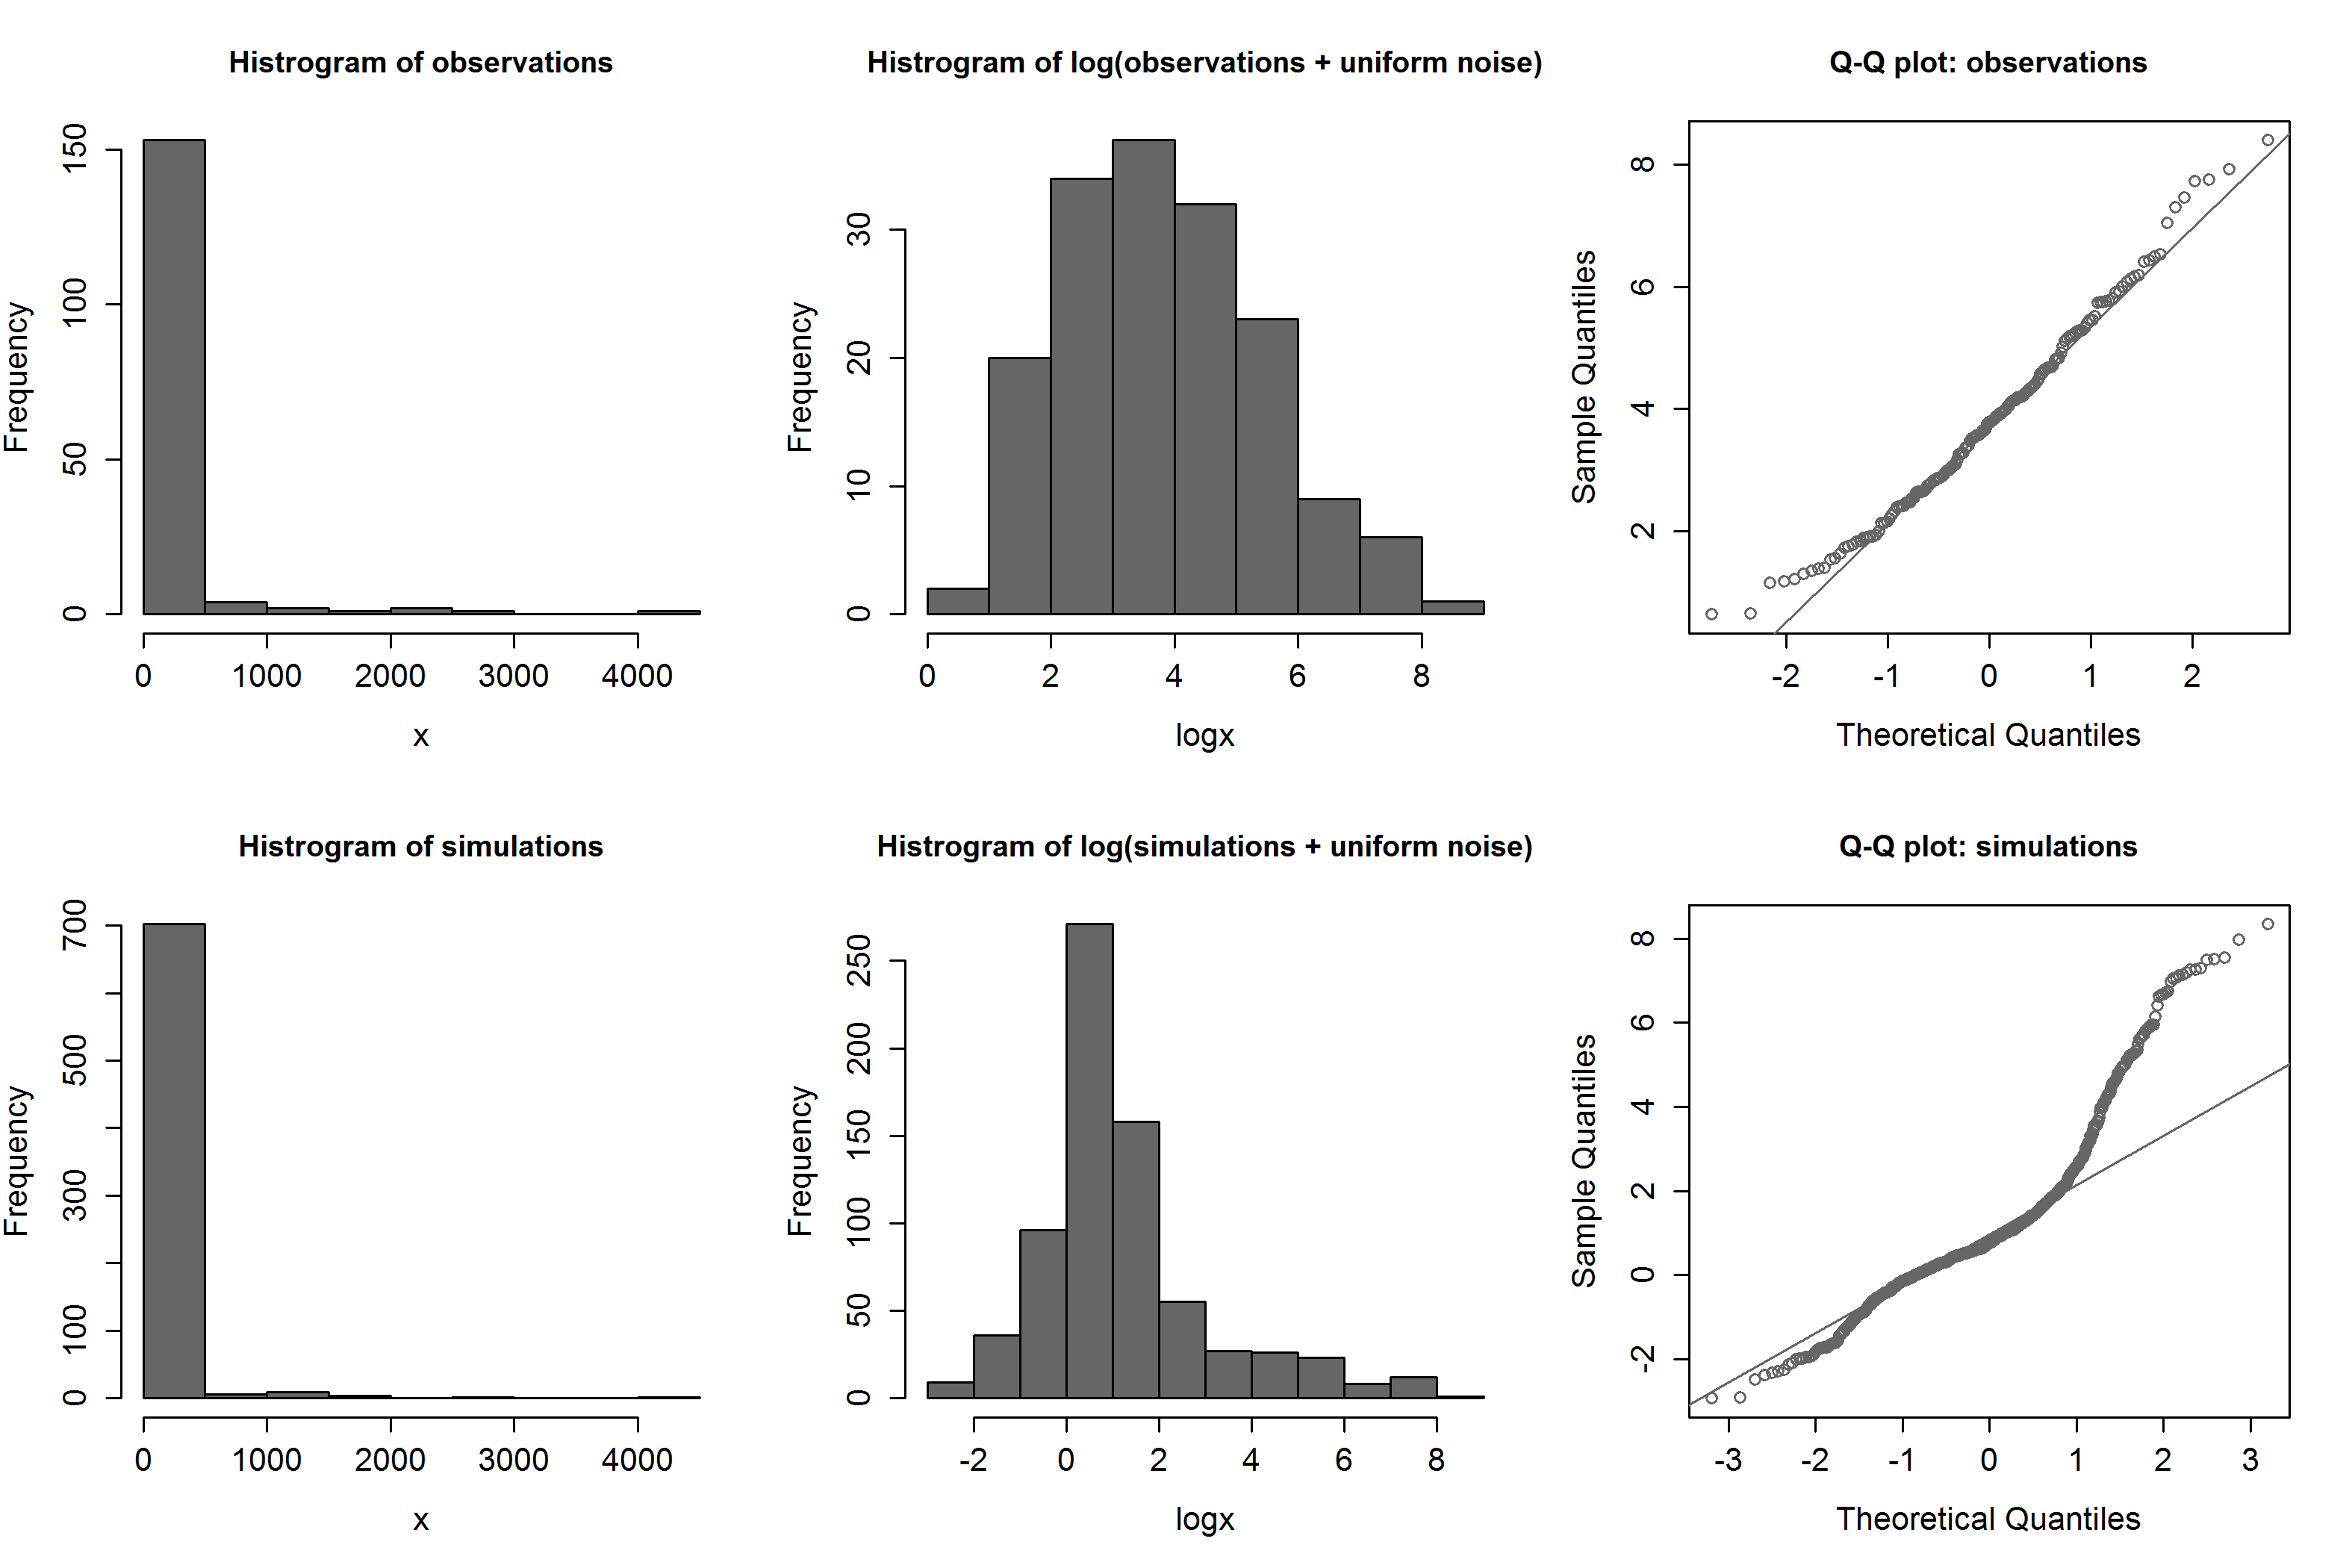 Histrogram of observations
Frequency
0 50 100 150
0 1000 2000 3000 4000
x
Histrogram of log(observations + uniform noise)
Frequency
0 10 20 30
0 2 4 6 8
logx
Q-Q plot: observations
Sample Quantiles
2 4 6 8
-2 -1 0 1 2
Theoretical Quantiles
Histrogram of simulations
Frequency
0 100 300 500 700
0 1000 2000 3000 4000
x
Histrogram of log(simulations + uniform noise)
Frequency
0 50 100 150 200 250
-2 0 2 4 6 8
logx
Q-Q plot: simulations
Sample Quantiles
-2 0 2 4 6 8
-3 -2 -1 0 1 2 3
Theoretical Quantiles